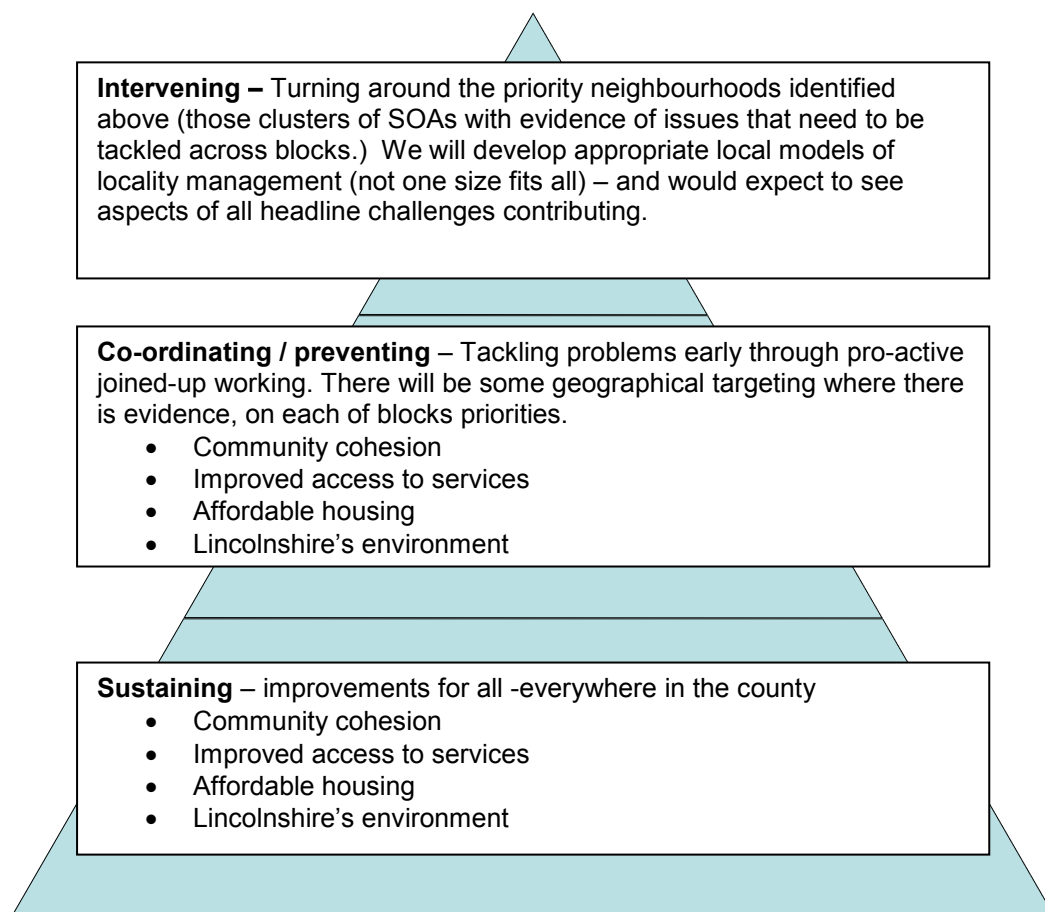 Intervening – Turning around the priority neighbourhoods identified
above (those clusters of SOAs with evidence of issues that need to be
tackled across blocks.)  We will develop appropriate local models of
locality management (not one size fits all) – and would expect to see
aspects of all headline challenges contributing.
Co-ordinating / preventing – Tackling problems early through pro-active
joined-up working. There will be some geographical targeting where there
is evidence, on each of blocks priorities.
• Community cohesion
• Improved access to services
• Affordable housing
• Lincolnshire’s environment
Sustaining – improvements for all -everywhere in the county
• Community cohesion
• Improved access to services
• Affordable housing
• Lincolnshire’s environment